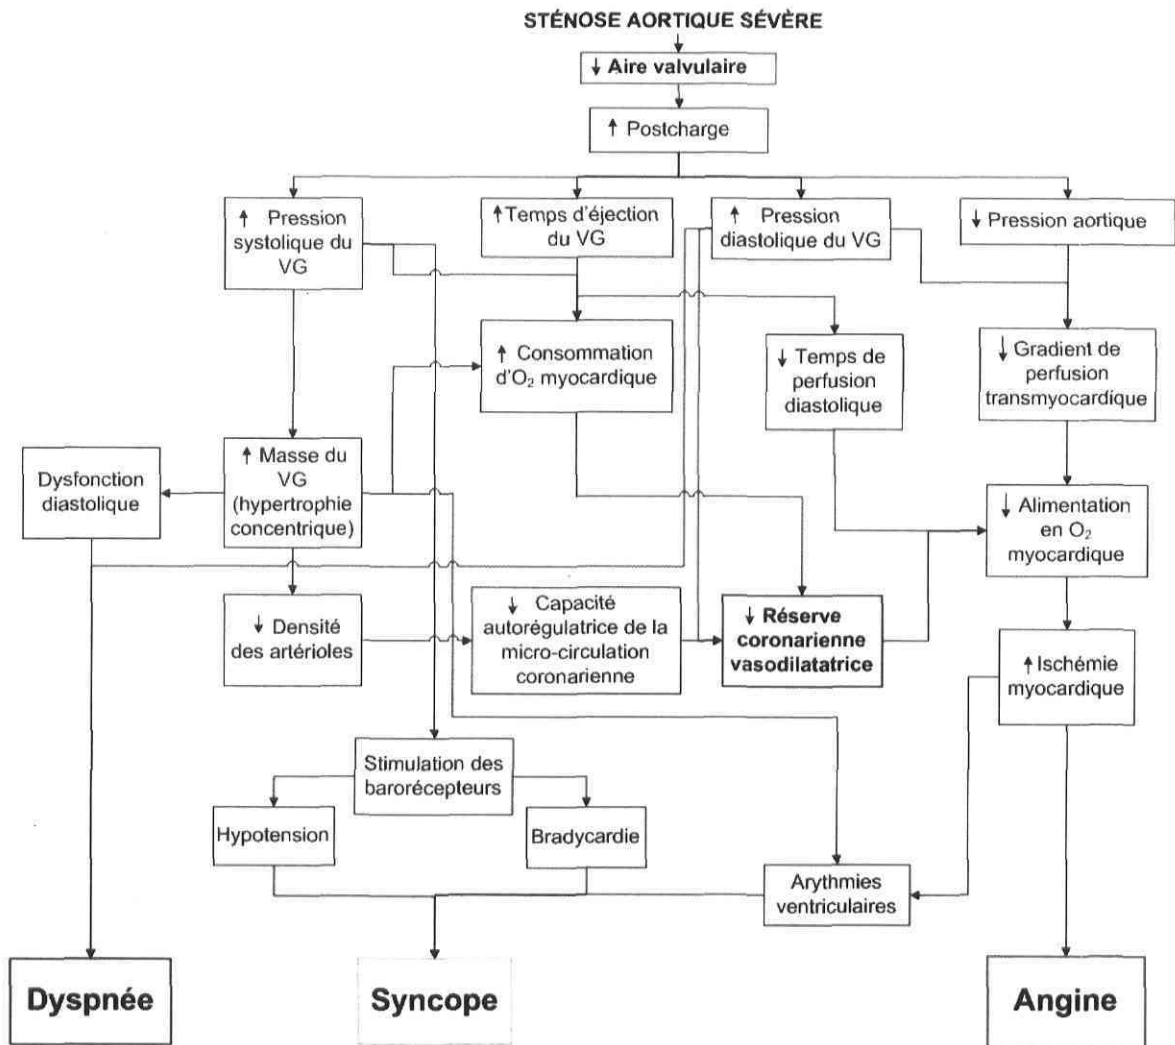 STÉNOSE AORTIQUE SÉVÈRE
↓ Aire valvulaire
↑ Postcharge
↑ Pression
systolique du
VG
↑Temps d'éjection
du VG
↑ Pression
diastolique du VG
↓ Pression aortique
↑ Consommation
d'O₂ myocardique
↓ Temps de
perfusion
diastolique
↓ Gradient de
perfusion
transmyocardique
Dysfonction
diastolique
↑ Masse du
VG
(hypertrophie
concentrique)
↓ Alimentation
en O₂
myocardique
↓ Densité
des artérioles
↓ Capacité
autorégulatrice de la
micro-circulation
coronarienne
↓ Réserve
coronarienne
vasodilatatrice
↑ Ischémie
myocardique
Stimulation des
barorécepteurs
Hypotension
Bradycardie
Arythmies
ventriculaires
Dyspnée
Syncope
Angine